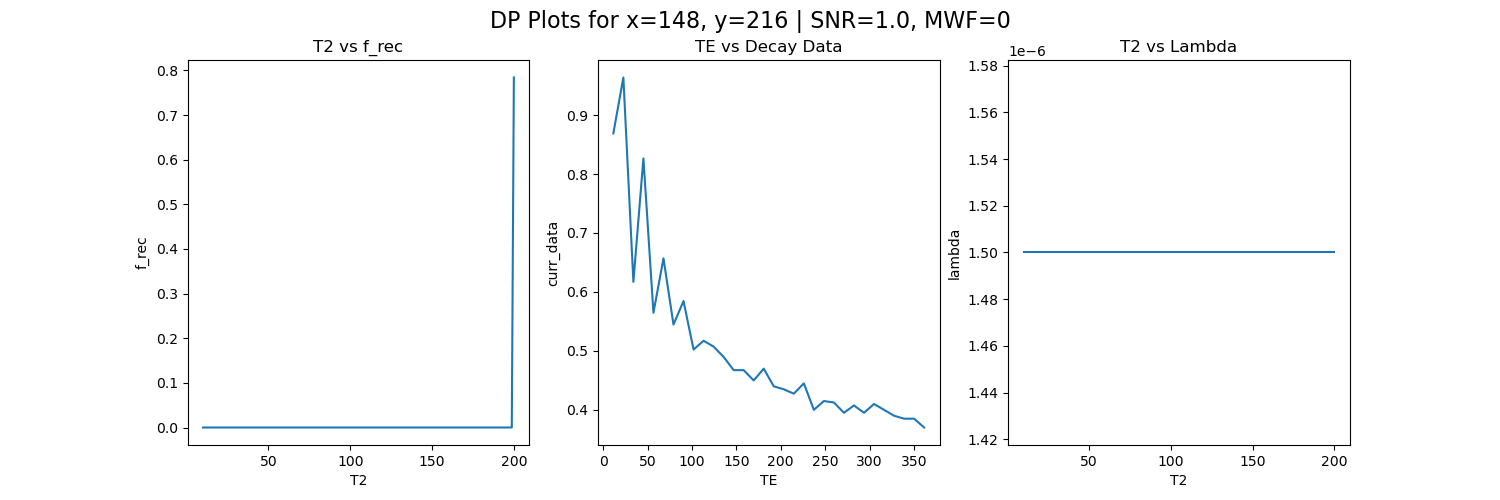 DP Plots for x=148, y=216 | SNR=1.0, MWF=0
T2 vs f_rec
f_rec
0.8
0.7
0.6
0.5
0.4
0.3
0.2
0.1
0.0
50 100 150 200
T2
TE vs Decay Data
curr_data
0.9
0.8
0.7
0.6
0.5
0.4
0 50 100 150 200 250 300 350
TE
T2 vs Lambda
1e−6
lambda
1.58
1.56
1.54
1.52
1.50
1.48
1.46
1.44
1.42
50 100 150 200
T2